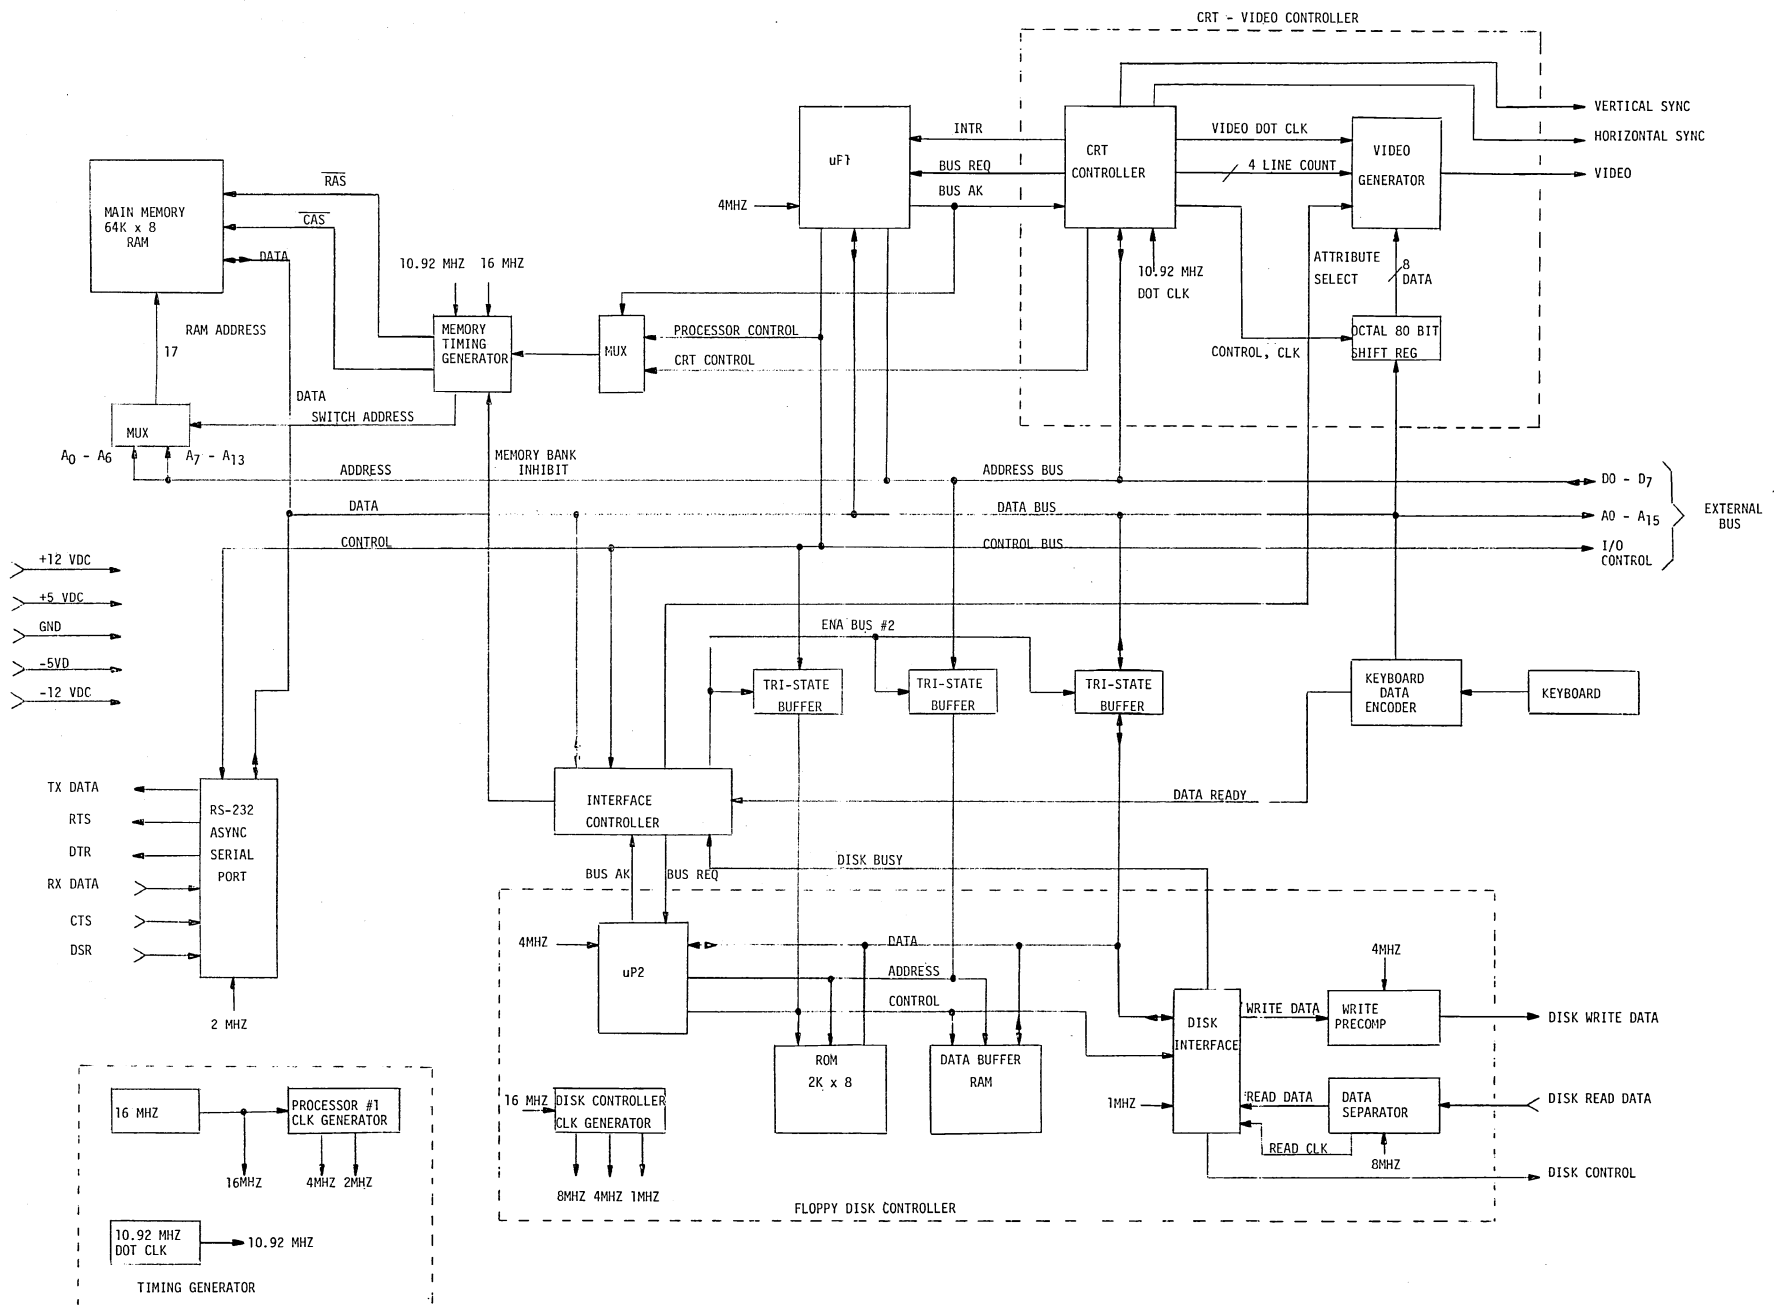 CRT - VIDEO CONTROLLER
VERTICAL SYNC
HORIZONTAL SYNC
VIDEO
INTR
BUS REQ
BUS AK
4MHZ
CRT
CONTROLLER
VIDEO DOT CLK
4 LINE COUNT
VIDEO
GENERATOR
ATTRIBUTE
SELECT
8
DATA
10.92 MHZ
DOT CLK
OCTAL 80 BIT
SHIFT REG
CONTROL, CLK
MAIN MEMORY
64K x 8
RAM
RAS
CAS
DATA
10.92 MHZ
16 MHZ
MEMORY
TIMING
GENERATOR
MUX
PROCESSOR CONTROL
CRT CONTROL
RAM ADDRESS
17
DATA
SWITCH ADDRESS
MUX
A0 - A6
A7 - A13
MEMORY BANK
INHIBIT
ADDRESS
ADDRESS BUS
D0 - D7
DATA
DATA BUS
A0 - A15
CONTROL
CONTROL BUS
I/O
CONTROL
EXTERNAL
BUS
+12 VDC
+5 VDC
GND
-5VD
-12 VDC
ENA BUS #2
TRI-STATE
BUFFER
TRI-STATE
BUFFER
TRI-STATE
BUFFER
KEYBOARD
DATA
ENCODER
KEYBOARD
TX DATA
RTS
DTR
RX DATA
CTS
DSR
RS-232
ASYNC
SERIAL
PORT
2 MHZ
INTERFACE
CONTROLLER
DATA READY
DISK BUSY
BUS AK
BUS REQ
4MHZ
uP2
DATA
ADDRESS
CONTROL
ROM
2K x 8
DATA BUFFER
RAM
DISK
INTERFACE
1MHZ
WRITE DATA
4MHZ
WRITE
PRECOMP
DISK WRITE DATA
READ DATA
DATA
SEPARATOR
DISK READ DATA
READ CLK
8MHZ
DISK CONTROL
16 MHZ
DISK CONTROLLER
CLK GENERATOR
8MHZ 4MHZ 1MHZ
FLOPPY DISK CONTROLLER
16 MHZ
PROCESSOR #1
CLK GENERATOR
16MHZ
4MHZ 2MHZ
10.92 MHZ
DOT CLK
10.92 MHZ
TIMING GENERATOR